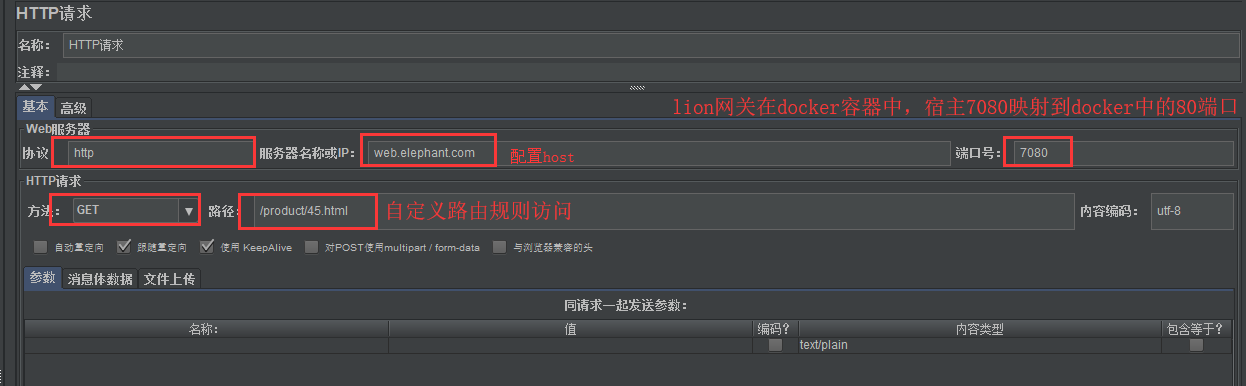 HTTP请求
名称： HTTP请求
注释：
基本 高级 lion网关在docker容器中，宿主7080映射到docker中的80端口
Web服务器
协议 http 服务器名称或IP： web.elephant.com 配置host 端口号： 7080
HTTP请求
方法： GET 路径： /product/45.html 自定义路由规则访问 内容编码： utf-8
自动重定向 跟随重定向 使用 KeepAlive 对POST使用multipart / form-data 与浏览器兼容的头
参数 消息体数据 文件上传
同请求一起发送参数：
名称： 值 编码？ 内容类型 包含等于？
text/plain